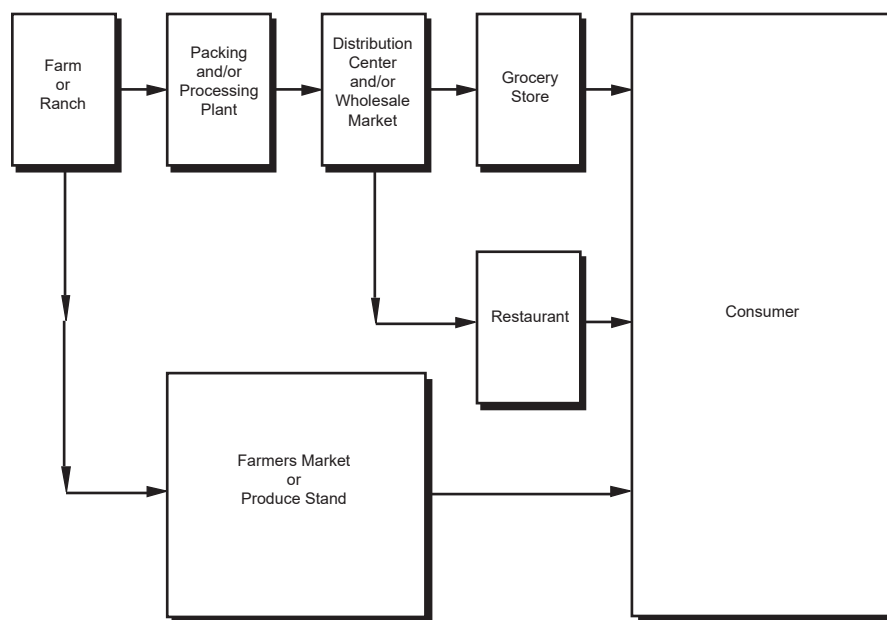 Farm
or
Ranch
Packing
and/or
Processing
Plant
Distribution
Center
and/or
Wholesale
Market
Grocery
Store
Restaurant
Consumer
Farmers Market
or
Produce Stand